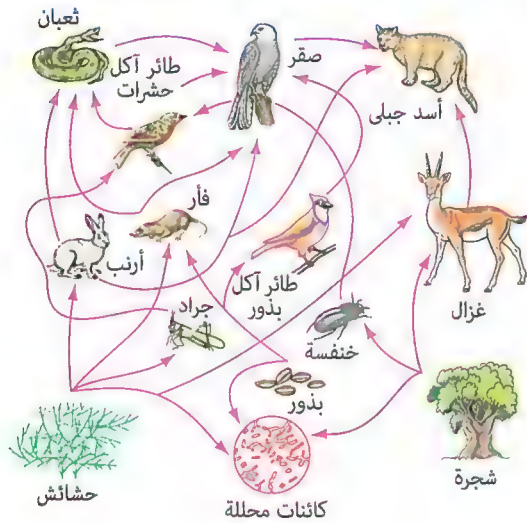 ثعبان
صقر
طائر آكل
حشرات
أسد جبلى
فأر
أرنب
طائر آكل
بذور
غزال
جراد
خنفسة
بذور
شجرة
حشائش
كائنات محللة